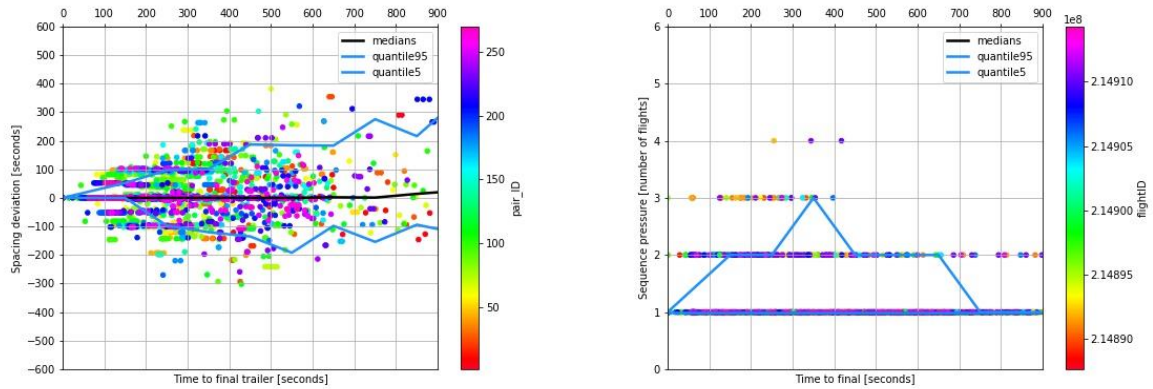 0 100 200 300 400 500 600 700 800 900
600
500
400
300
200
100
0
−100
−200
−300
−400
−500
−600
Spacing deviation [seconds]
medians
quantile95
quantile5
Time to final trailer [seconds]
250
200
150
100
50
pair_ID
0 100 200 300 400 500 600 700 800 900
6
5
4
3
2
1
0
Sequence pressure [number of flights]
medians
quantile95
quantile5
Time to final [seconds]
1e8
2.14910
2.14905
2.14900
2.14895
2.14890
flightID